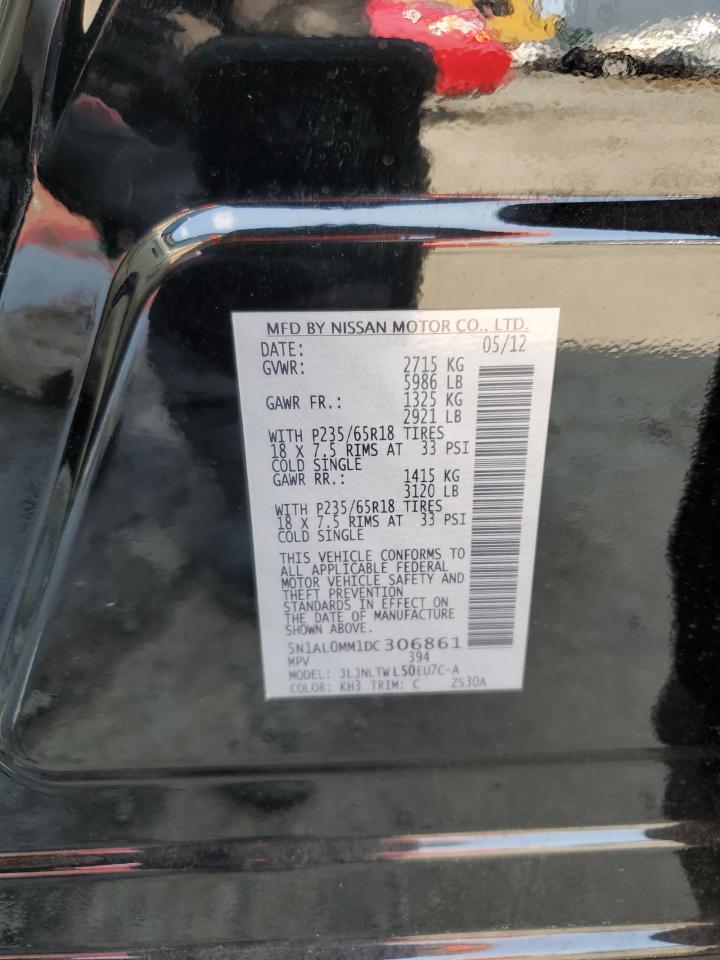 MFD BY NISSAN MOTOR CO., LTD.
DATE: 05/12
GVWR: 2715 KG
5986 LB
GAWR FR.: 1325 KG
2921 LB
WITH P235/65R18 TIRES
18 X 7.5 RIMS AT 33 PSI
COLD SINGLE
GAWR RR.: 1415 KG
3120 LB
WITH P235/65R18 TIRES
18 X 7.5 RIMS AT 33 PSI
COLD SINGLE
THIS VEHICLE CONFORMS TO
ALL APPLICABLE FEDERAL
MOTOR VEHICLE SAFETY AND
THEFT PREVENTION
STANDARDS IN EFFECT ON
THE DATE OF MANUFACTURE
SHOWN ABOVE.
5N1AL0MM1DC306861
MPV 394
MODEL: JLJNLTWL50EU7C-A
COLOR: KH3 TRIM: C ZS30A